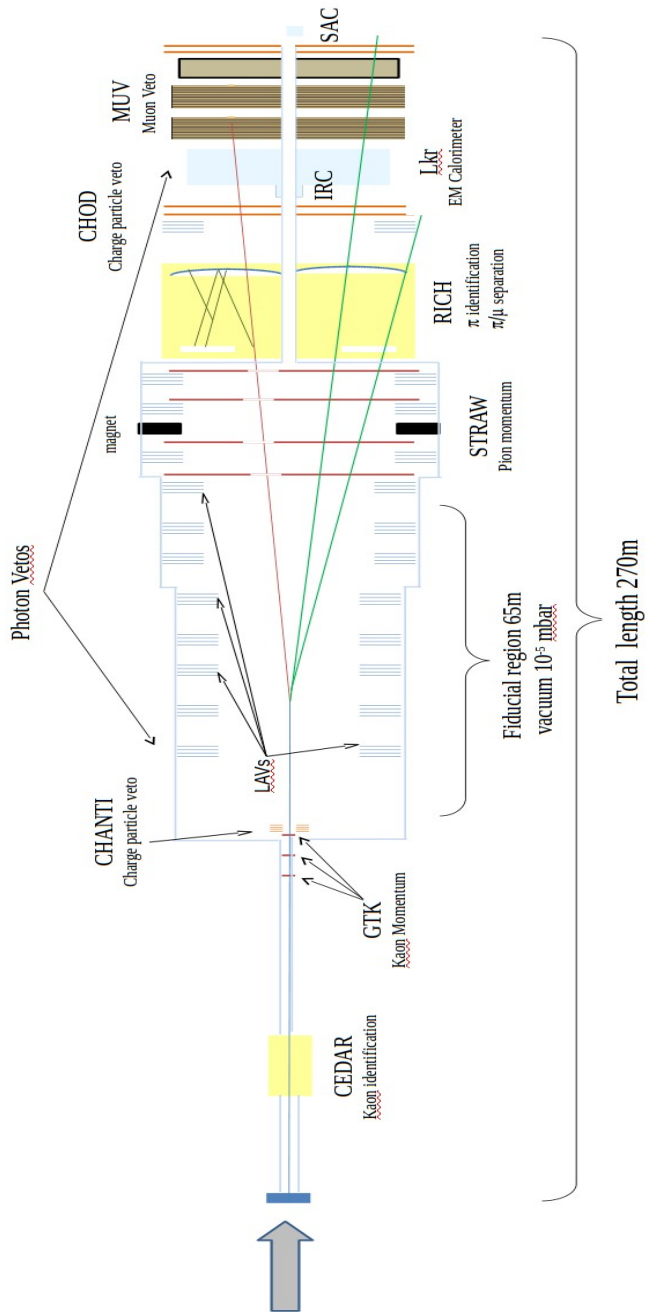 Photon Vetos
CHANTI
Charge particle veto
magnet
CHOD
Charge particle veto
MUV
Muon Veto
LAVs
IRC
SAC
GTK
Kaon Momentum
CEDAR
Kaon identification
STRAW
Pion momentum
RICH
π identification
π/μ separation
Lkr
EM Calorimeter
Fiducial region 65m
vacuum 10⁻⁵ mbar
Total length 270m